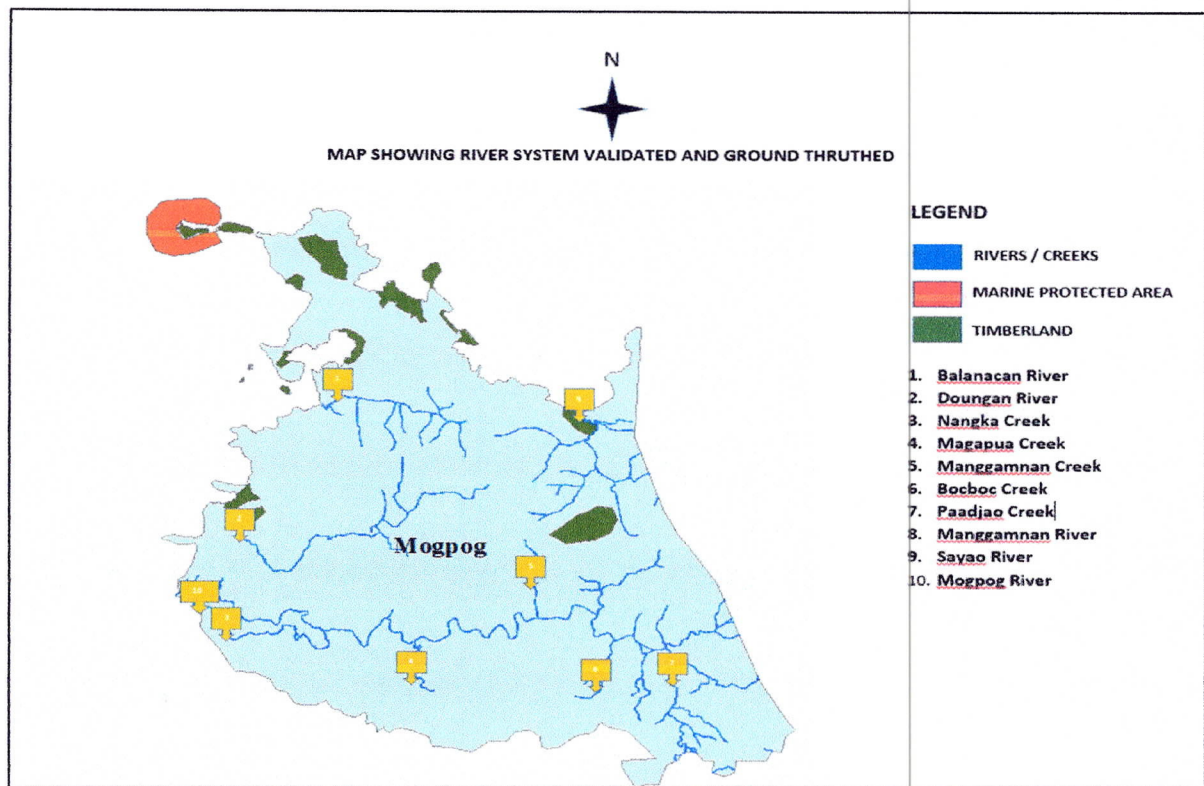 N
MAP SHOWING RIVER SYSTEM VALIDATED AND GROUND THRUTHED
LEGEND
RIVERS / CREEKS
MARINE PROTECTED AREA
TIMBERLAND
1. Balanacan River
2. Doungan River
3. Nangka Creek
4. Magapua Creek
5. Manggamnan Creek
6. Bocboc Creek
7. Paadjao Creek
8. Manggamnan River
9. Sayao River
10. Mogpog River
Mogpog
2
5
10